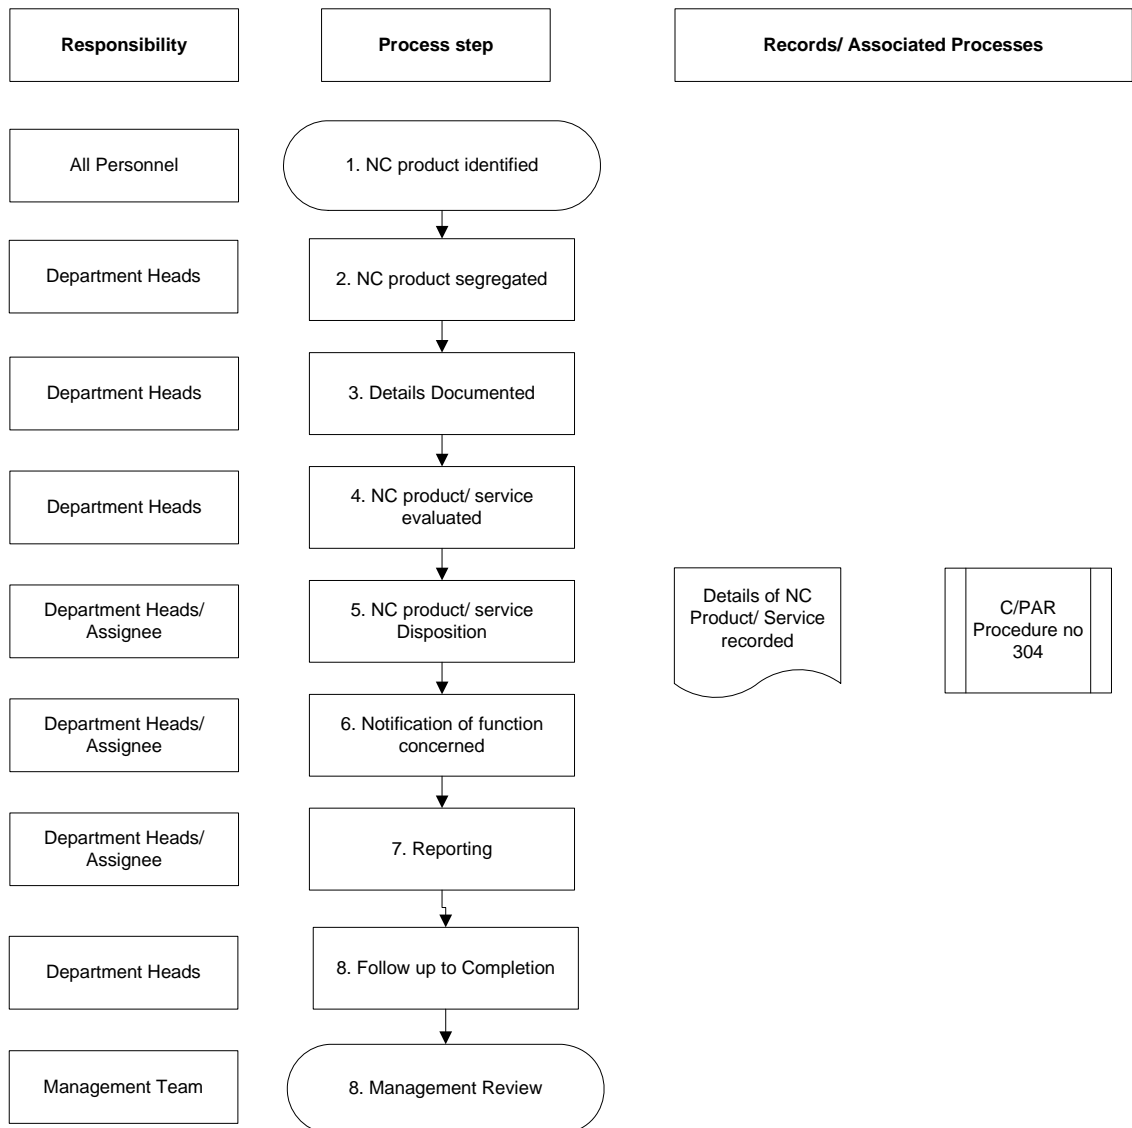 Responsibility
Process step
Records/ Associated Processes
All Personnel
1. NC product identified
Department Heads
2. NC product segregated
Department Heads
3. Details Documented
Department Heads
4. NC product/ service
evaluated
Department Heads/
Assignee
5. NC product/ service
Disposition
Details of NC
Product/ Service
recorded
C/PAR
Procedure no
304
Department Heads/
Assignee
6. Notification of function
concerned
Department Heads/
Assignee
7. Reporting
Department Heads
8. Follow up to Completion
Management Team
8. Management Review